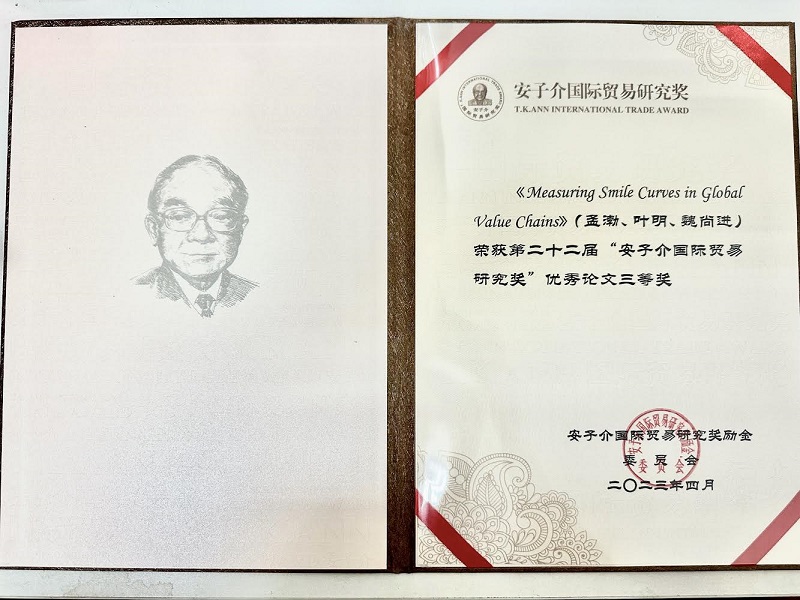 安子介国际贸易研究奖
T.K.ANN INTERNATIONAL TRADE AWARD
《Measuring Smile Curves in Global
Value Chains》（孟渤、叶明、魏尚进）
荣获第二十二届“安子介国际贸易
研究奖”优秀论文三等奖
安子介国际贸易研究奖励金
委员会
二〇二三年四月